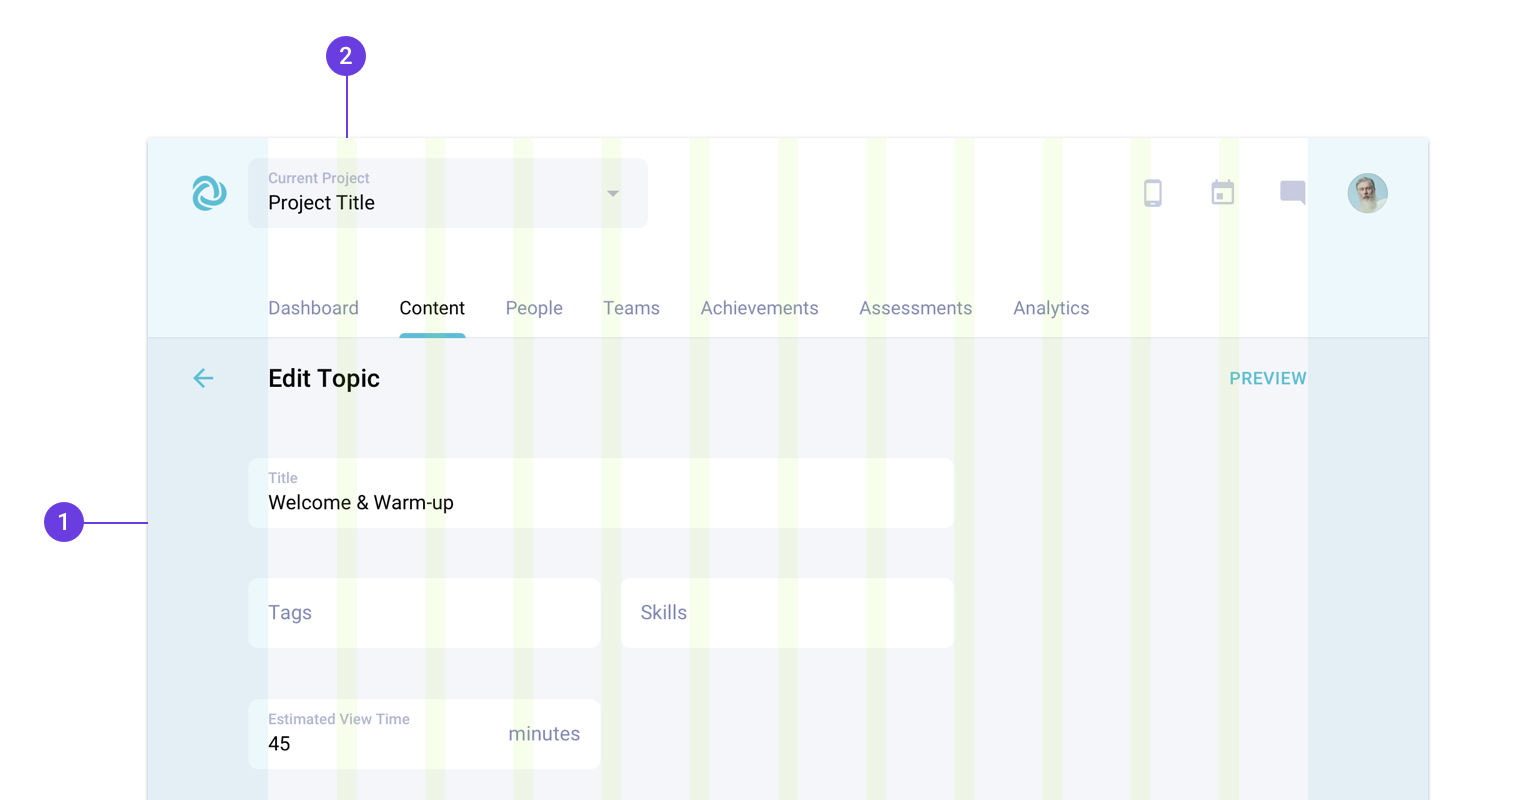 2
Current Project
Project Title
Dashboard Content People Teams Achievements Assessments Analytics
Edit Topic PREVIEW
Title
Welcome & Warm-up
1
Tags Skills
Estimated View Time
45 minutes